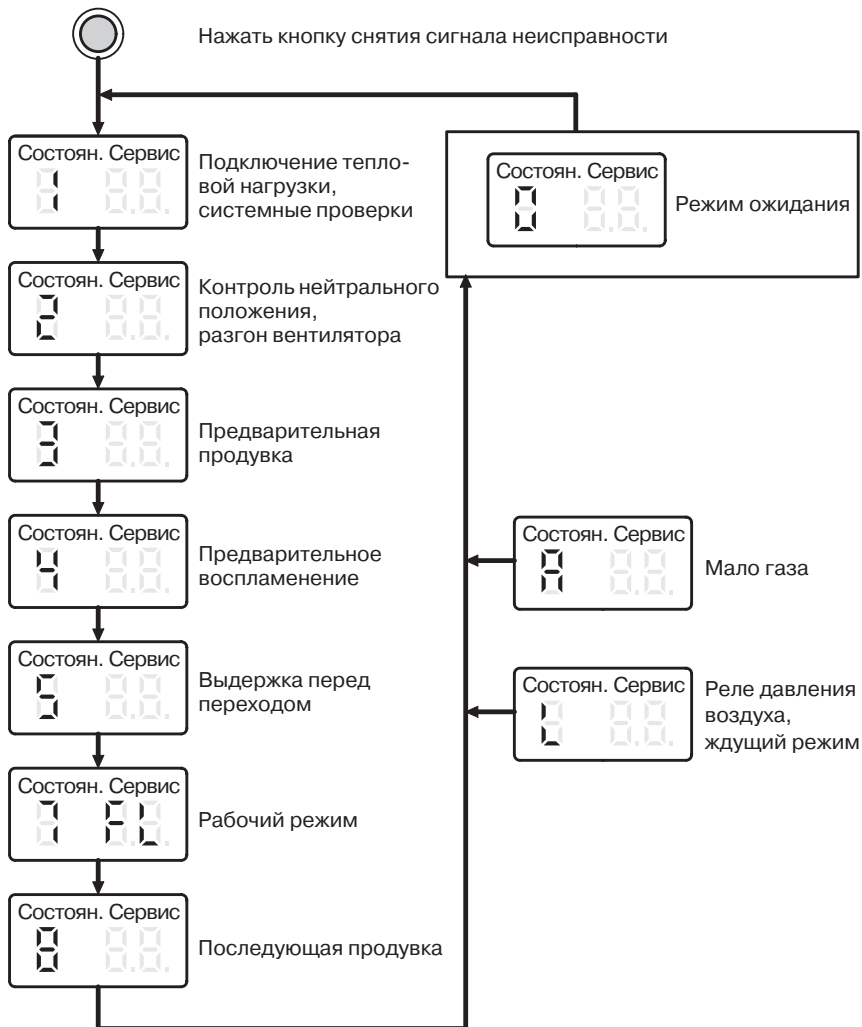 Нажать кнопку снятия сигнала неисправности
Состоян. Сервис
1
Подключение тепло-
вой нагрузки,
системные проверки
Состоян. Сервис
0
Режим ожидания
Состоян. Сервис
2
Контроль нейтрального
положения,
разгон вентилятора
Состоян. Сервис
3
Предварительная
продувка
Состоян. Сервис
4
Предварительное
воспламенение
Состоян. Сервис
A
Мало газа
Состоян. Сервис
5
Выдержка перед
переходом
Состоян. Сервис
L
Реле давления
воздуха,
ждущий режим
Состоян. Сервис
7 FL
Рабочий режим
Состоян. Сервис
8
Последующая продувка